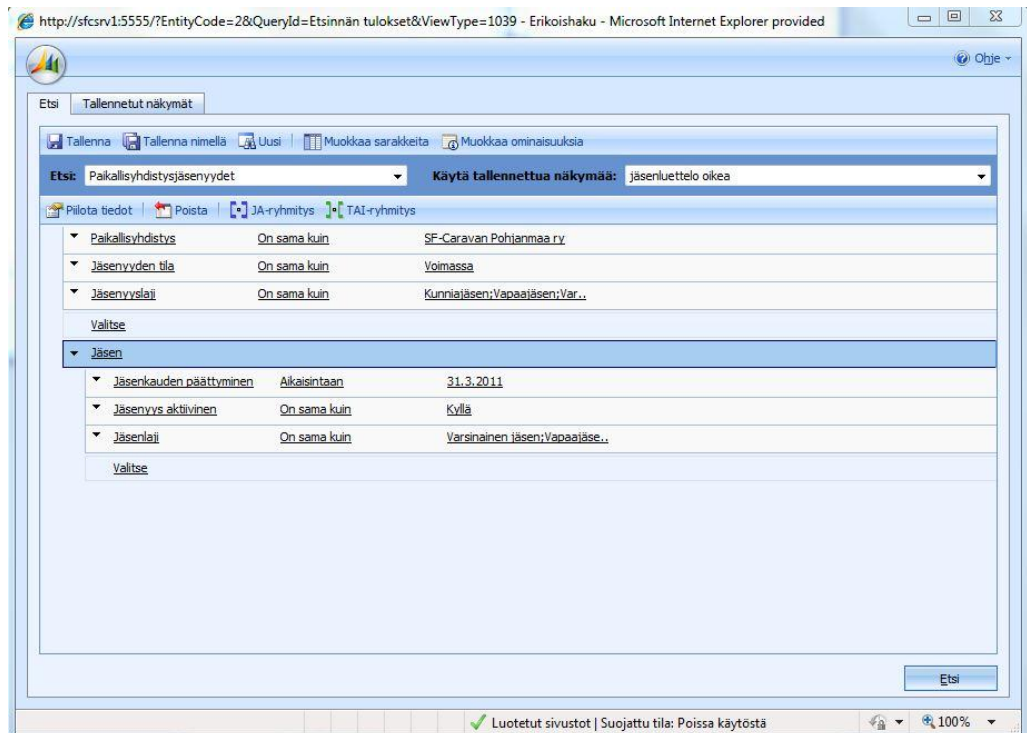 http://sfcsrv1:5555/?EntityCode=2&QueryId=Etsinnän tulokset&ViewType=1039 - Erikoishaku - Microsoft Internet Explorer provided
Ohje
Etsi Tallennetut näkymät
Tallenna Tallenna nimellä Uusi Muokkaa sarakkeita Muokkaa ominaisuuksia
Etsi: Paikallisyhdistysjäsenyydet Käytä tallennettua näkymää: jäsenluettelo oikea
Piilota tiedot Poista JA-ryhmitys TAI-ryhmitys
Paikallisyhdistys On sama kuin SF-Caravan Pohjanmaa ry
Jäsenyyden tila On sama kuin Voimassa
Jäsenyyslaji On sama kuin Kunniajäsen;Vapaajäsen;Var..
Valitse
Jäsen
Jäsenkauden päättyminen Aikaisintaan 31.3.2011
Jäsenyys aktiivinen On sama kuin Kyllä
Jäsenlaji On sama kuin Varsinainen jäsen;Vapaajäse..
Valitse
Etsi
Luotetut sivustot | Suojattu tila: Poissa käytöstä 100%